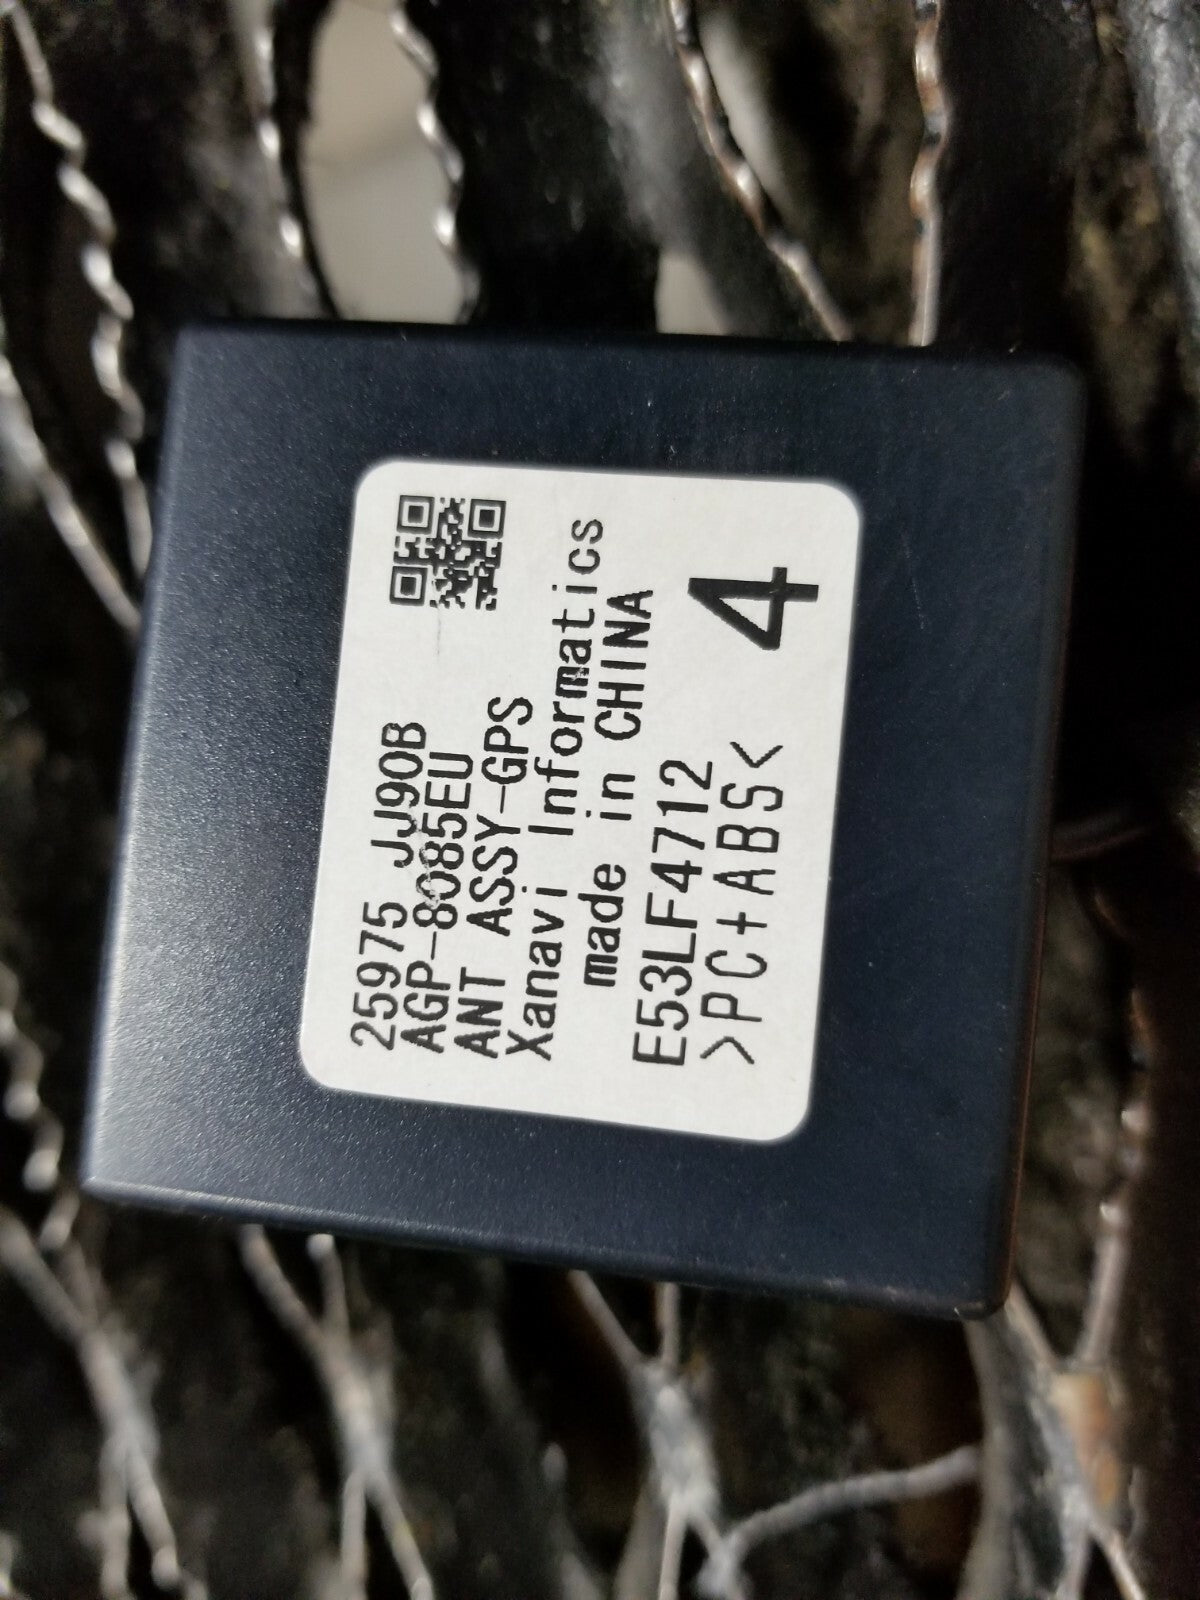 25975 JJ90B
AGP-8085EU
ANT ASSY-GPS
Xanavi Informatics
made in CHINA
E53LF4712
>PC+ABS<
4